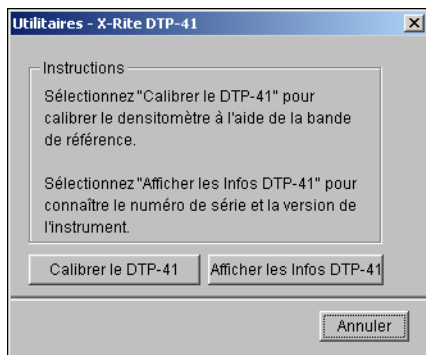 Utilitaires - X-Rite DTP-41
Instructions
Sélectionnez "Calibrer le DTP-41" pour
calibrer le densitomètre à l'aide de la bande
de référence.
Sélectionnez "Afficher les Infos DTP-41" pour
connaître le numéro de série et la version de
l'instrument.
Calibrer le DTP-41
Afficher les Infos DTP-41
Annuler